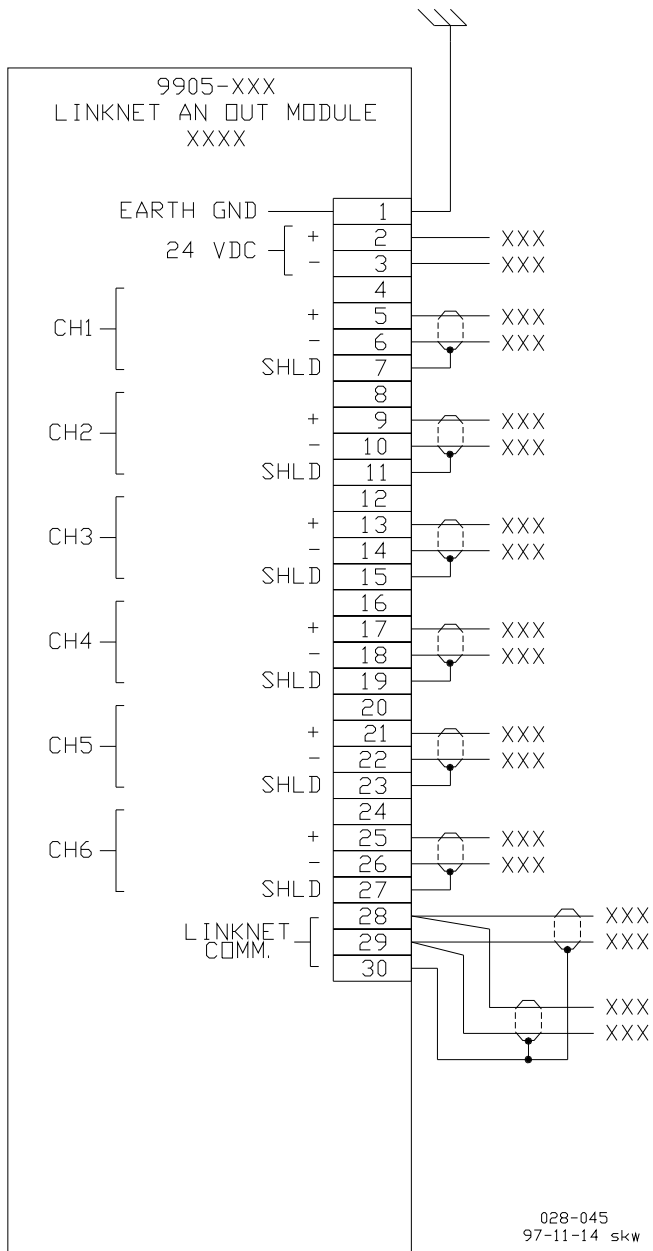 9905-XXX
LINKNET AN OUT MODULE
XXXX
EARTH GND 1
24 VDC + 2 XXX
- 3 XXX
4
CH1 + 5 XXX
- 6 XXX
SHLD 7
8
CH2 + 9 XXX
- 10 XXX
SHLD 11
12
CH3 + 13 XXX
- 14 XXX
SHLD 15
16
CH4 + 17 XXX
- 18 XXX
SHLD 19
20
CH5 + 21 XXX
- 22 XXX
SHLD 23
24
CH6 + 25 XXX
- 26 XXX
SHLD 27
28 XXX
LINKNET
COMM.
29 XXX
30
XXX
XXX
028-045
97-11-14 skw